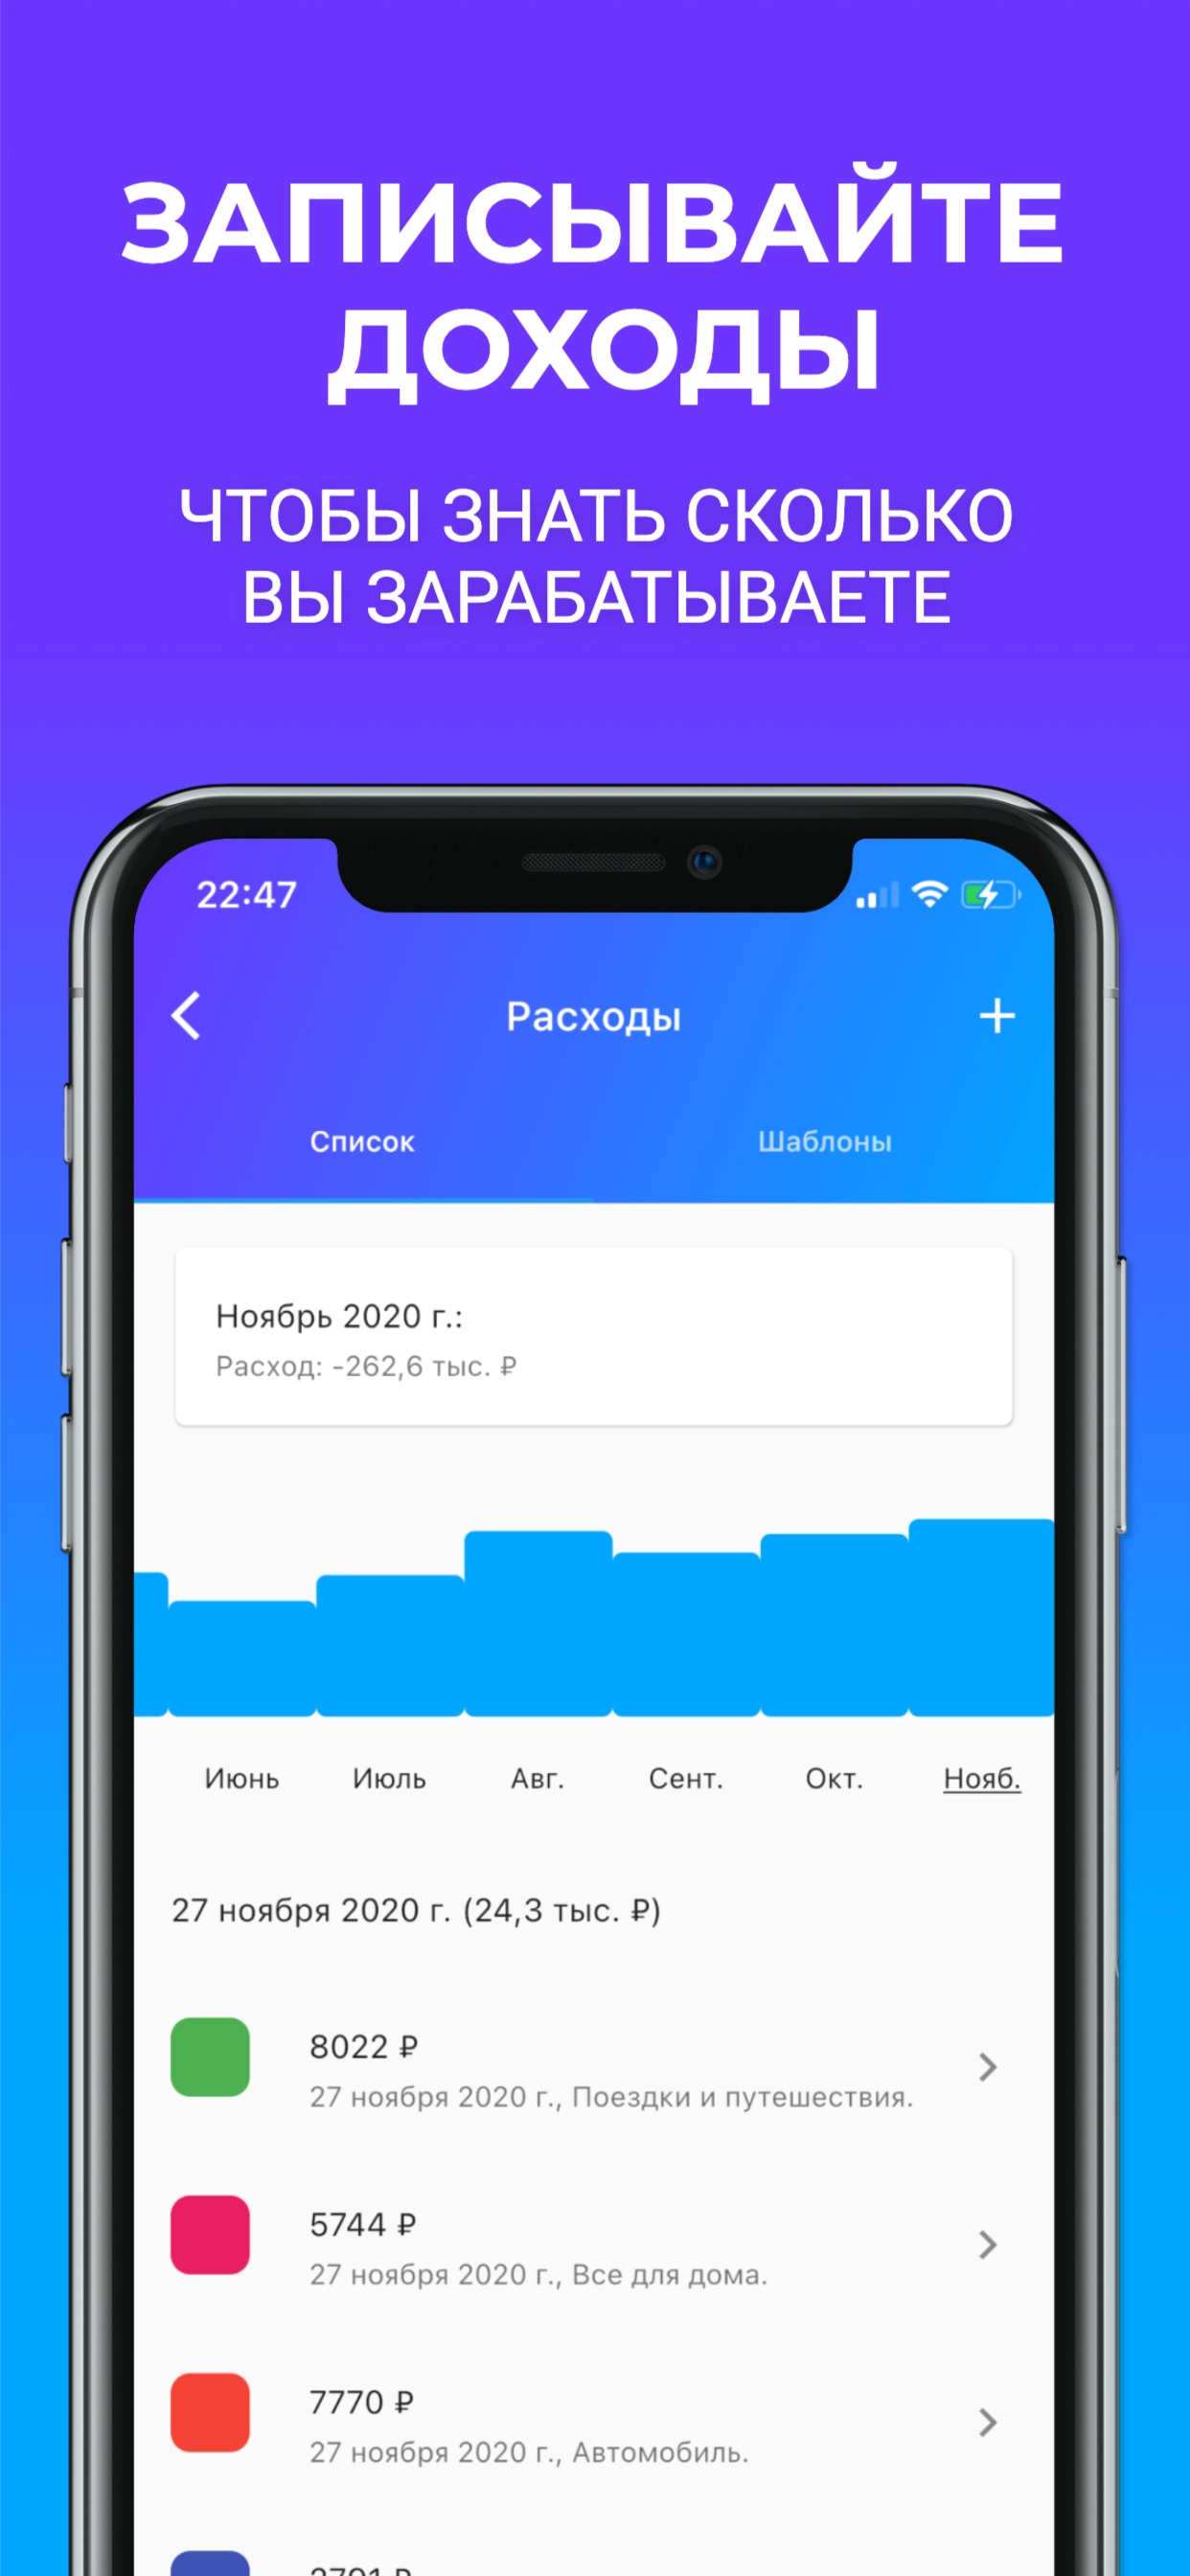 ЗАПИСЫВАЙТЕ
ДОХОДЫ
ЧТОБЫ ЗНАТЬ СКОЛЬКО
ВЫ ЗАРАБАТЫВАЕТЕ
22:47
Расходы
Список Шаблоны
Ноябрь 2020 г.:
Расход: -262,6 тыс. ₽
Июнь Июль Авг. Сент. Окт. Нояб.
27 ноября 2020 г. (24,3 тыс. ₽)
8022 ₽
27 ноября 2020 г., Поездки и путешествия.
5744 ₽
27 ноября 2020 г., Все для дома.
7770 ₽
27 ноября 2020 г., Автомобиль.